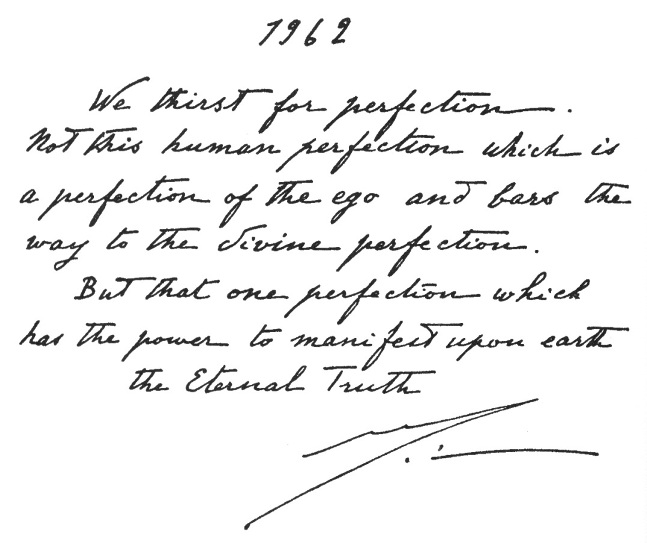 1962
We thirst for perfection.
Not this human perfection which is
a perfection of the ego and bars the
way to the divine perfection.
But that one perfection which
has the power to manifest upon earth
the Eternal Truth